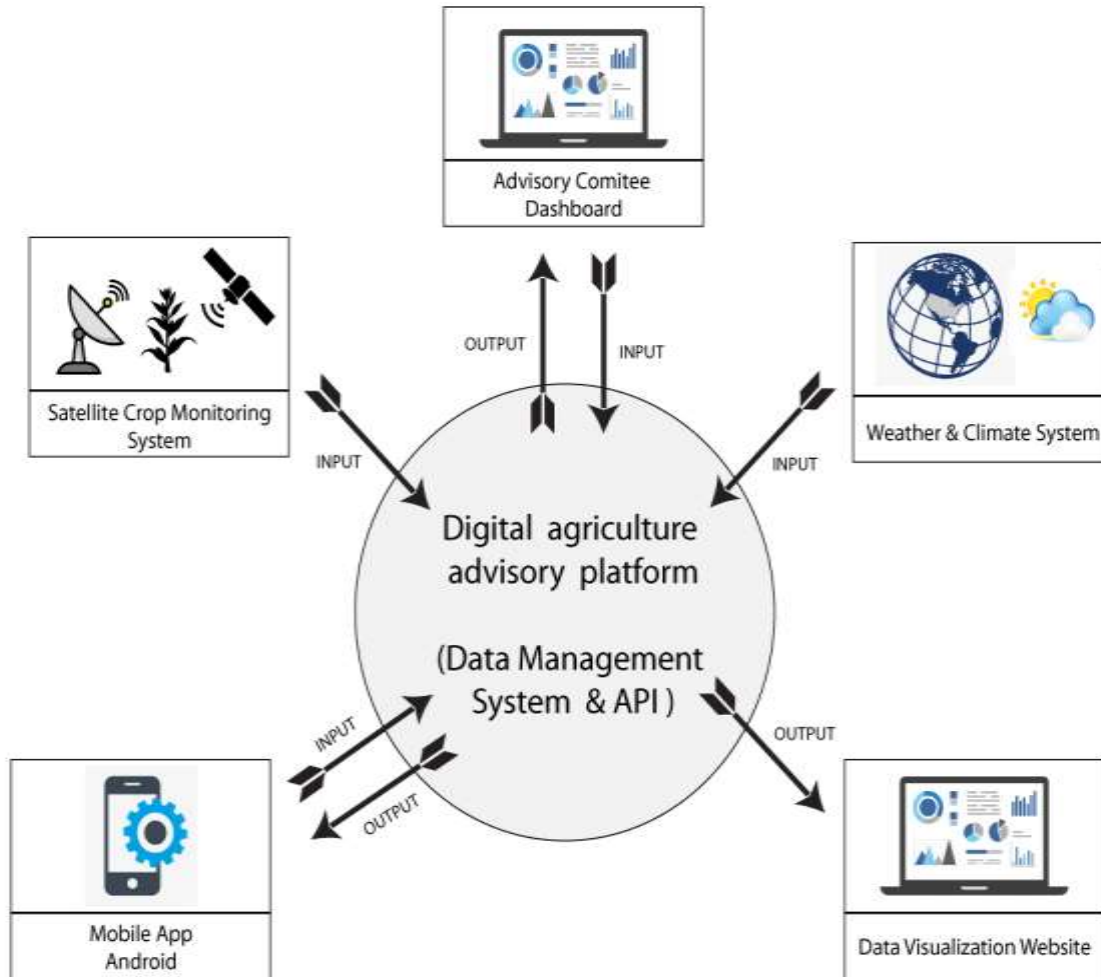 Advisory Comitee
Dashboard
OUTPUT
INPUT
Satellite Crop Monitoring
System
INPUT
Weather & Climate System
INPUT
Digital agriculture
advisory platform
(Data Management
System & API )
INPUT
OUTPUT
OUTPUT
Mobile App
Android
Data Visualization Website